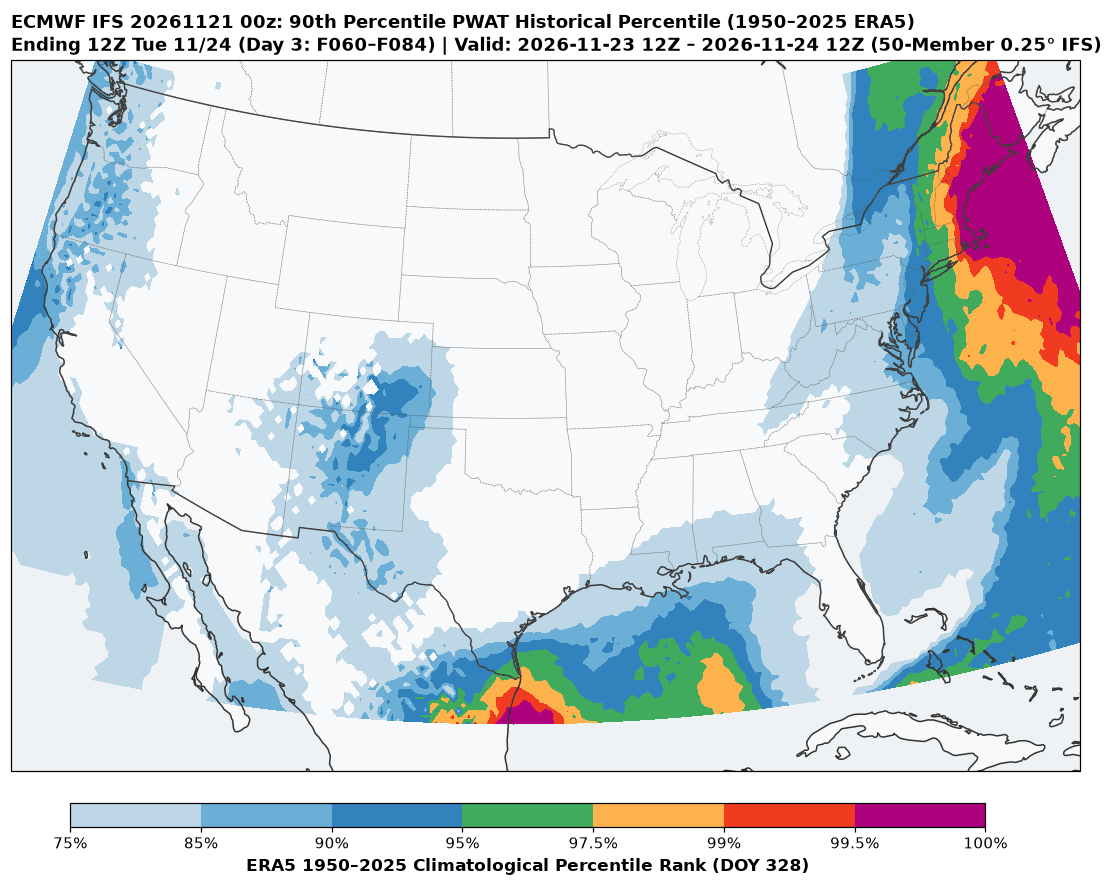 ECMWF IFS 20261121 00z: 90th Percentile PWAT Historical Percentile (1950–2025 ERA5)
Ending 12Z Tue 11/24 (Day 3: F060–F084) | Valid: 2026-11-23 12Z – 2026-11-24 12Z (50-Member 0.25° IFS)
75% 85% 90% 95% 97.5% 99% 99.5% 100%
ERA5 1950–2025 Climatological Percentile Rank (DOY 328)